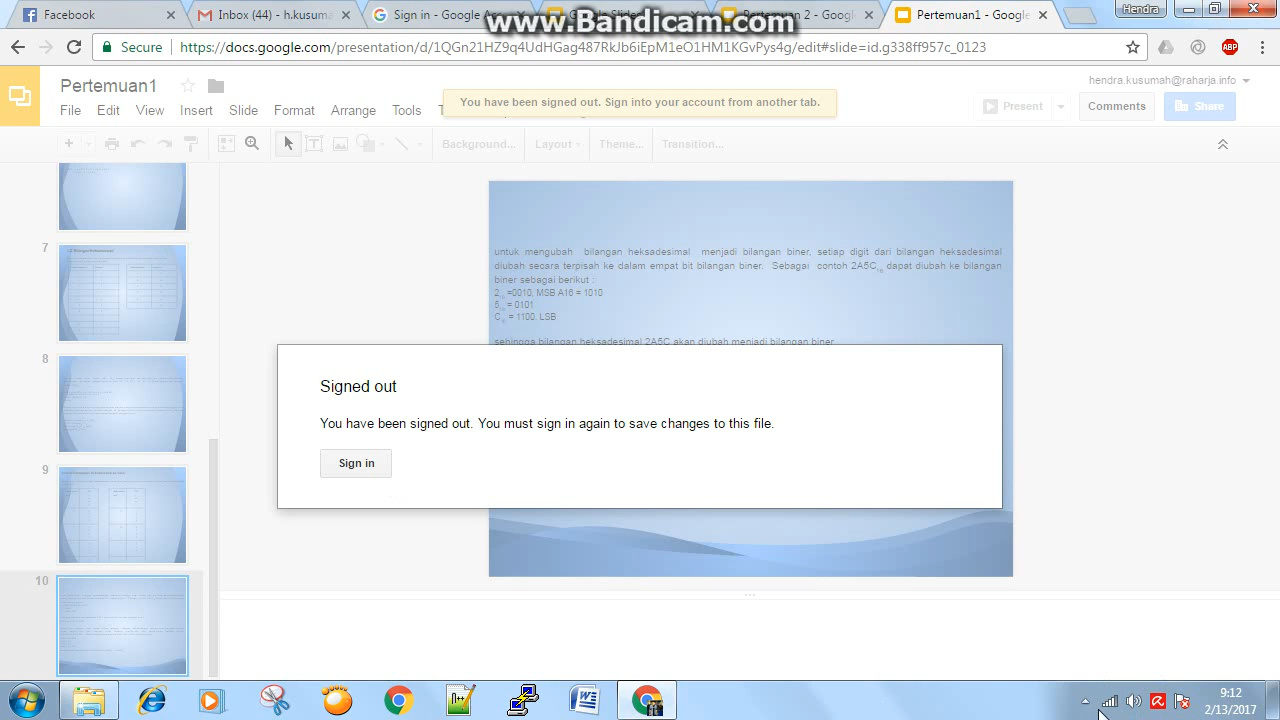 www.Bandicam.com
Facebook
Inbox (44) - hkusuma
Sign in - Google A
Pertemuan1 - Google
Hendra
Secure
https://docs.google.com/presentation/d/1QGn21HZ9q4UdHGag487RkJb6iEpM1eO1HM1KGvPys4g/edit#slide=id.g338ff957c_0123
Pertemuan1
hendra.kusumah@raharja.info
File Edit View Insert Slide Format Arrange Tools
You have been signed out. Sign into your account from another tab.
Present
Comments
Share
Background...
Layout
Theme...
Transition...
7
8
9
10
untuk mengubah bilangan heksadesimal menjadi bilangan biner, setiap digit dari bilangan heksadesimal
diubah secara terpisah ke dalam empat bit bilangan biner. Sebagai contoh 2A5C16 dapat diubah ke bilangan
biner sebagai berikut :
216 =0010, MSB A16 = 1010
516 = 0101
C16 = 1100. LSB
sehingga bilangan heksadesimal 2A5C akan diubah menjadi bilangan biner
Signed out
You have been signed out. You must sign in again to save changes to this file.
Sign in
9:12
2/13/2017